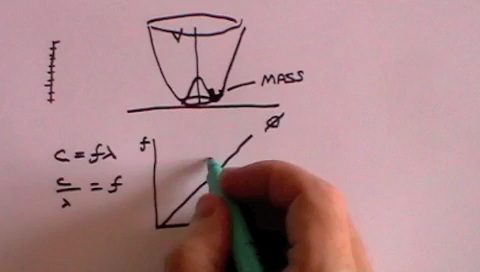 MASS
f
ø
c = fλ
c/λ = f